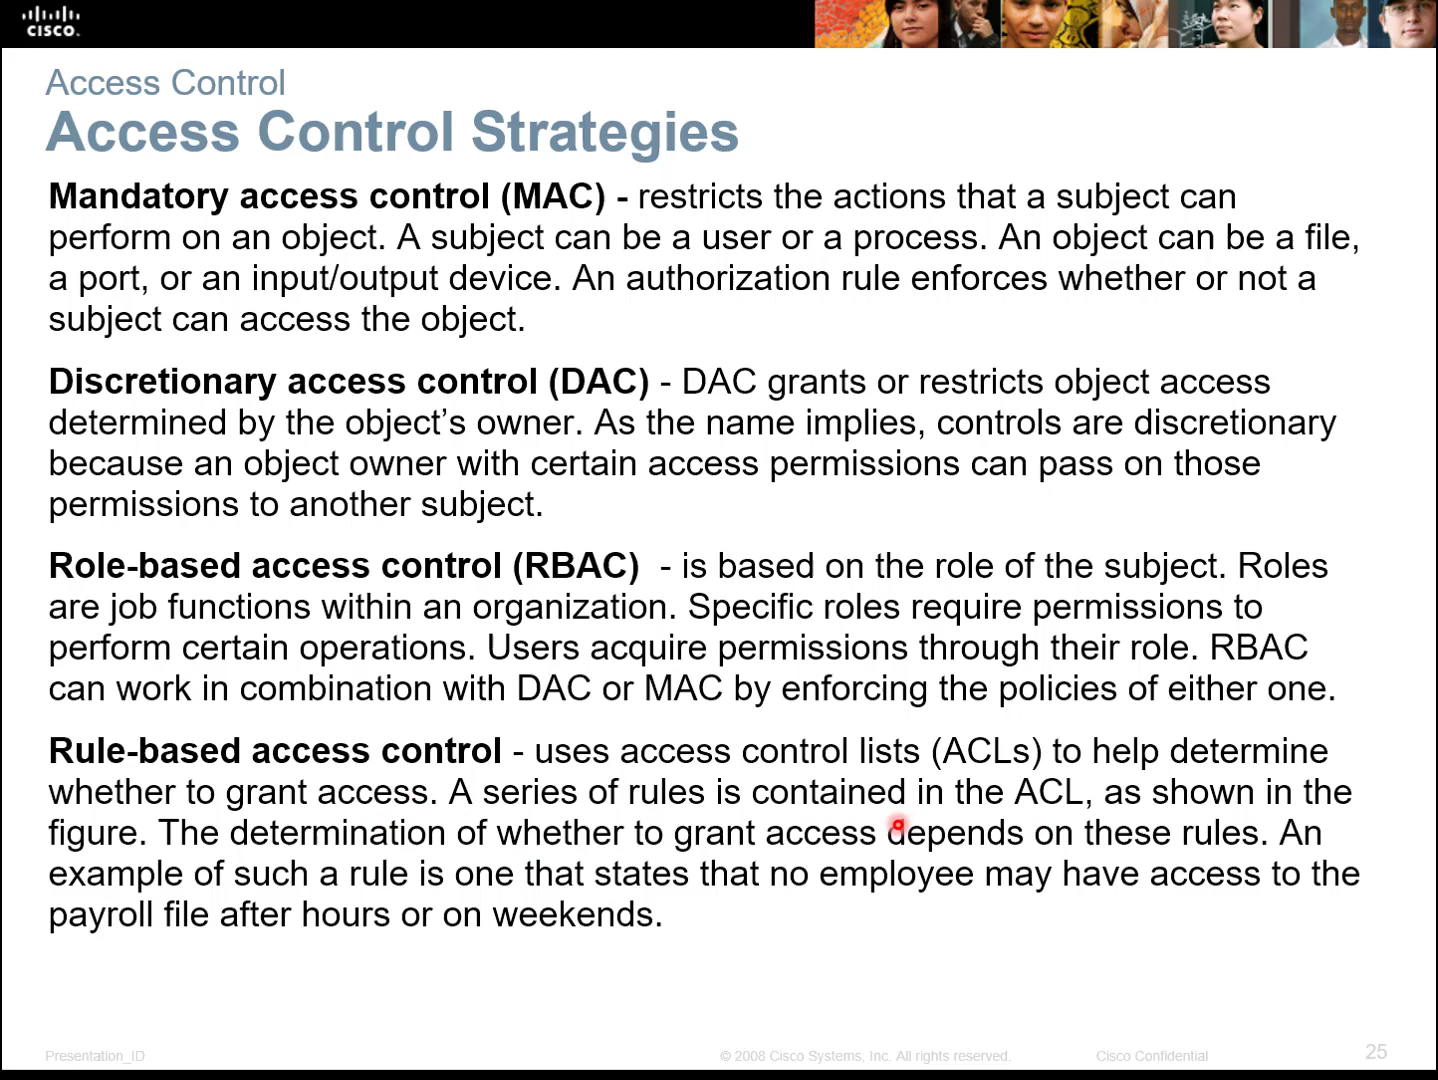 CISCO.
Access Control
Access Control Strategies
Mandatory access control (MAC) - restricts the actions that a subject can
perform on an object. A subject can be a user or a process. An object can be a file,
a port, or an input/output device. An authorization rule enforces whether or not a
subject can access the object.
Discretionary access control (DAC) - DAC grants or restricts object access
determined by the object’s owner. As the name implies, controls are discretionary
because an object owner with certain access permissions can pass on those
permissions to another subject.
Role-based access control (RBAC)  - is based on the role of the subject. Roles
are job functions within an organization. Specific roles require permissions to
perform certain operations. Users acquire permissions through their role. RBAC
can work in combination with DAC or MAC by enforcing the policies of either one.
Rule-based access control - uses access control lists (ACLs) to help determine
whether to grant access. A series of rules is contained in the ACL, as shown in the
figure. The determination of whether to grant access depends on these rules. An
example of such a rule is one that states that no employee may have access to the
payroll file after hours or on weekends.
Presentation_ID © 2008 Cisco Systems, Inc. All rights reserved. Cisco Confidential 25